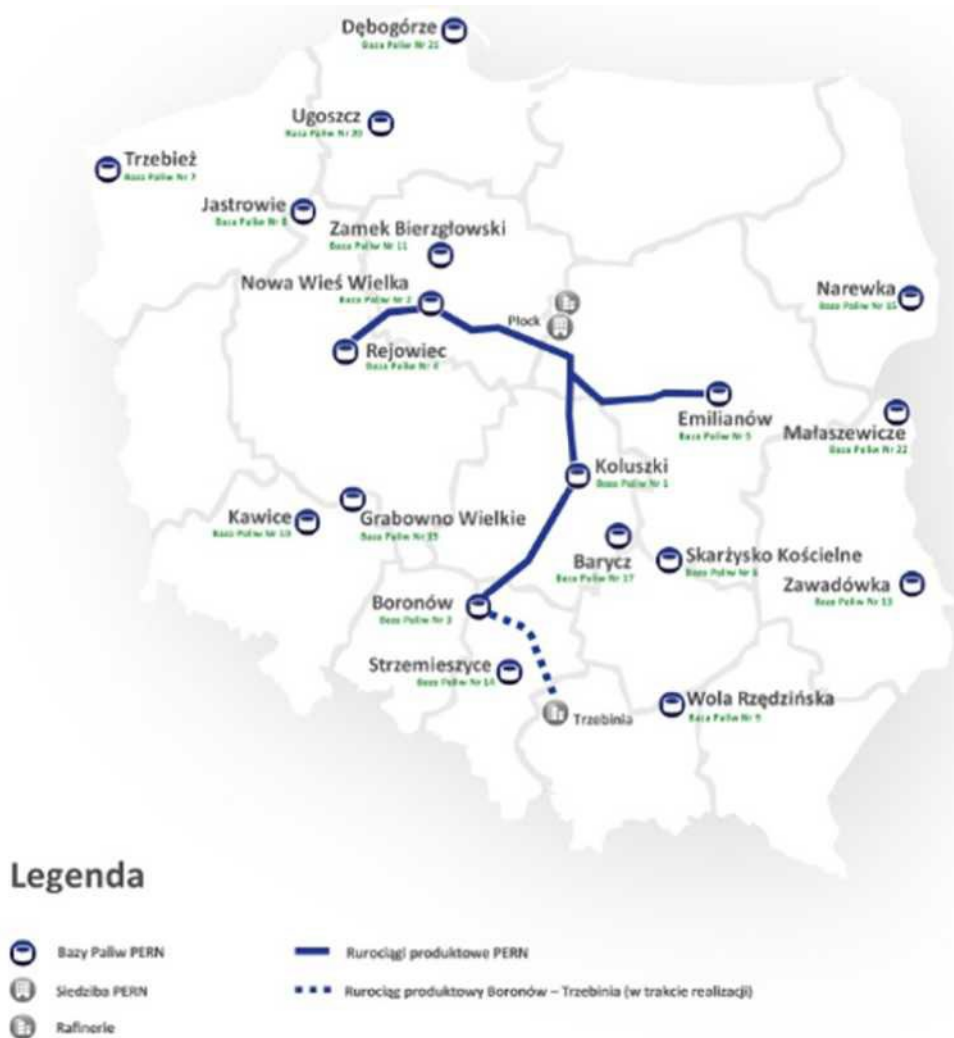 Dębogórze
Baza Paliw Nr 21
Ugoszcz
Baza Paliw Nr 20
Trzebież
Baza Paliw Nr 7
Jastrowie
Baza Paliw Nr 8
Zamek Bierzgłowski
Baza Paliw Nr 11
Nowa Wieś Wielka
Baza Paliw Nr 2
Narewka
Baza Paliw Nr 15
Płock
Rejowiec
Baza Paliw Nr 4
Emilianów
Baza Paliw Nr 5
Małaszewicze
Baza Paliw Nr 22
Koluszki
Baza Paliw Nr 1
Kawice
Baza Paliw Nr
Grabowno Wielkie
Baza Paliw Nr
Barycz
Baza Paliw Nr 17
Skarżysko Kościelne
Baza Paliw Nr
Zawadówka
Baza Paliw Nr 13
Boronów
Baza Paliw Nr 3
Strzemieszyce
Baza Paliw Nr 14
Wola Rzędzińska
Baza Paliw Nr 9
Trzebinia
Legenda
Bazy Paliw PERN
Rurociągi produktowe PERN
Siedziba PERN
Rurociąg produktowy Boronów – Trzebinia (w trakcie realizacji)
Rafinerie